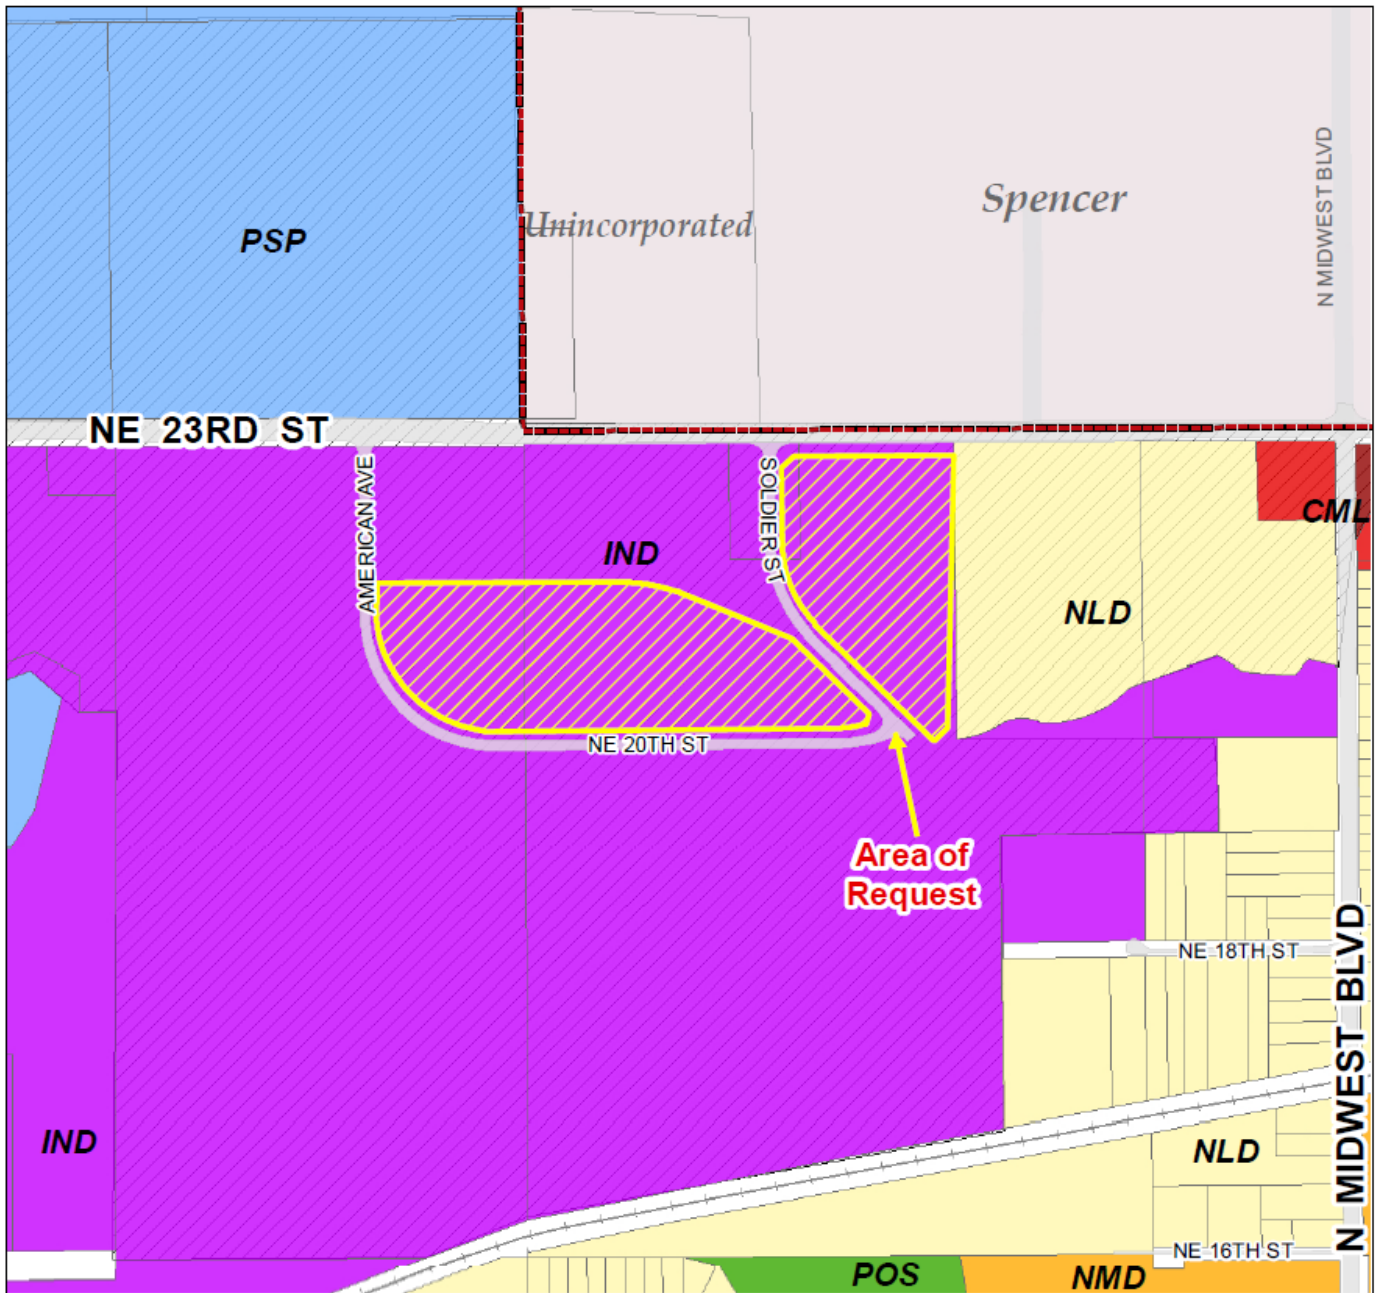 Spencer
N MIDWEST BLVD
Unincorporated
PSP
NE 23RD ST
AMERICAN AVE
SOLDIER ST
CML
IND
NLD
NE 20TH ST
Area of
Request
NE 18TH ST
N MIDWEST BLVD
IND
NLD
NE 16TH ST
POS
NMD